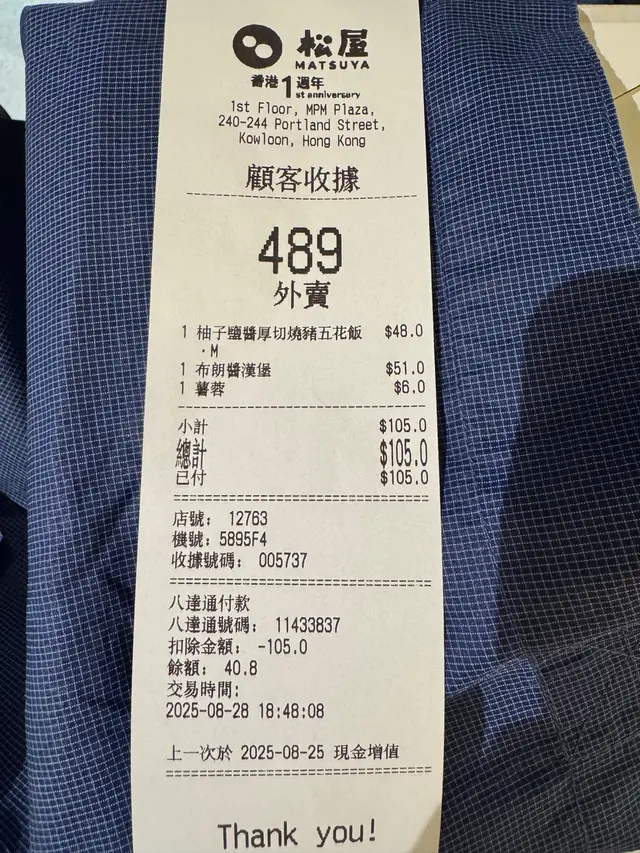 松屋
MATSUYA
香港1週年
st anniversary
1st Floor, MPM Plaza,
240-244 Portland Street,
Kowloon, Hong Kong
顧客收據
489
外賣
1 柚子鹽醬厚切燒豬五花飯 $48.0
・M
1 布朗醬漢堡 $51.0
1 薯蓉 $6.0
小計 $105.0
總計 $105.0
已付 $105.0
店號： 12763
機號：5895F4
收據號碼： 005737
八達通付款
八達通號碼： 11433837
扣除金額： -105.0
餘額： 40.8
交易時間:
2025-08-28 18:48:08
上一次於 2025-08-25 現金增值
Thank you!